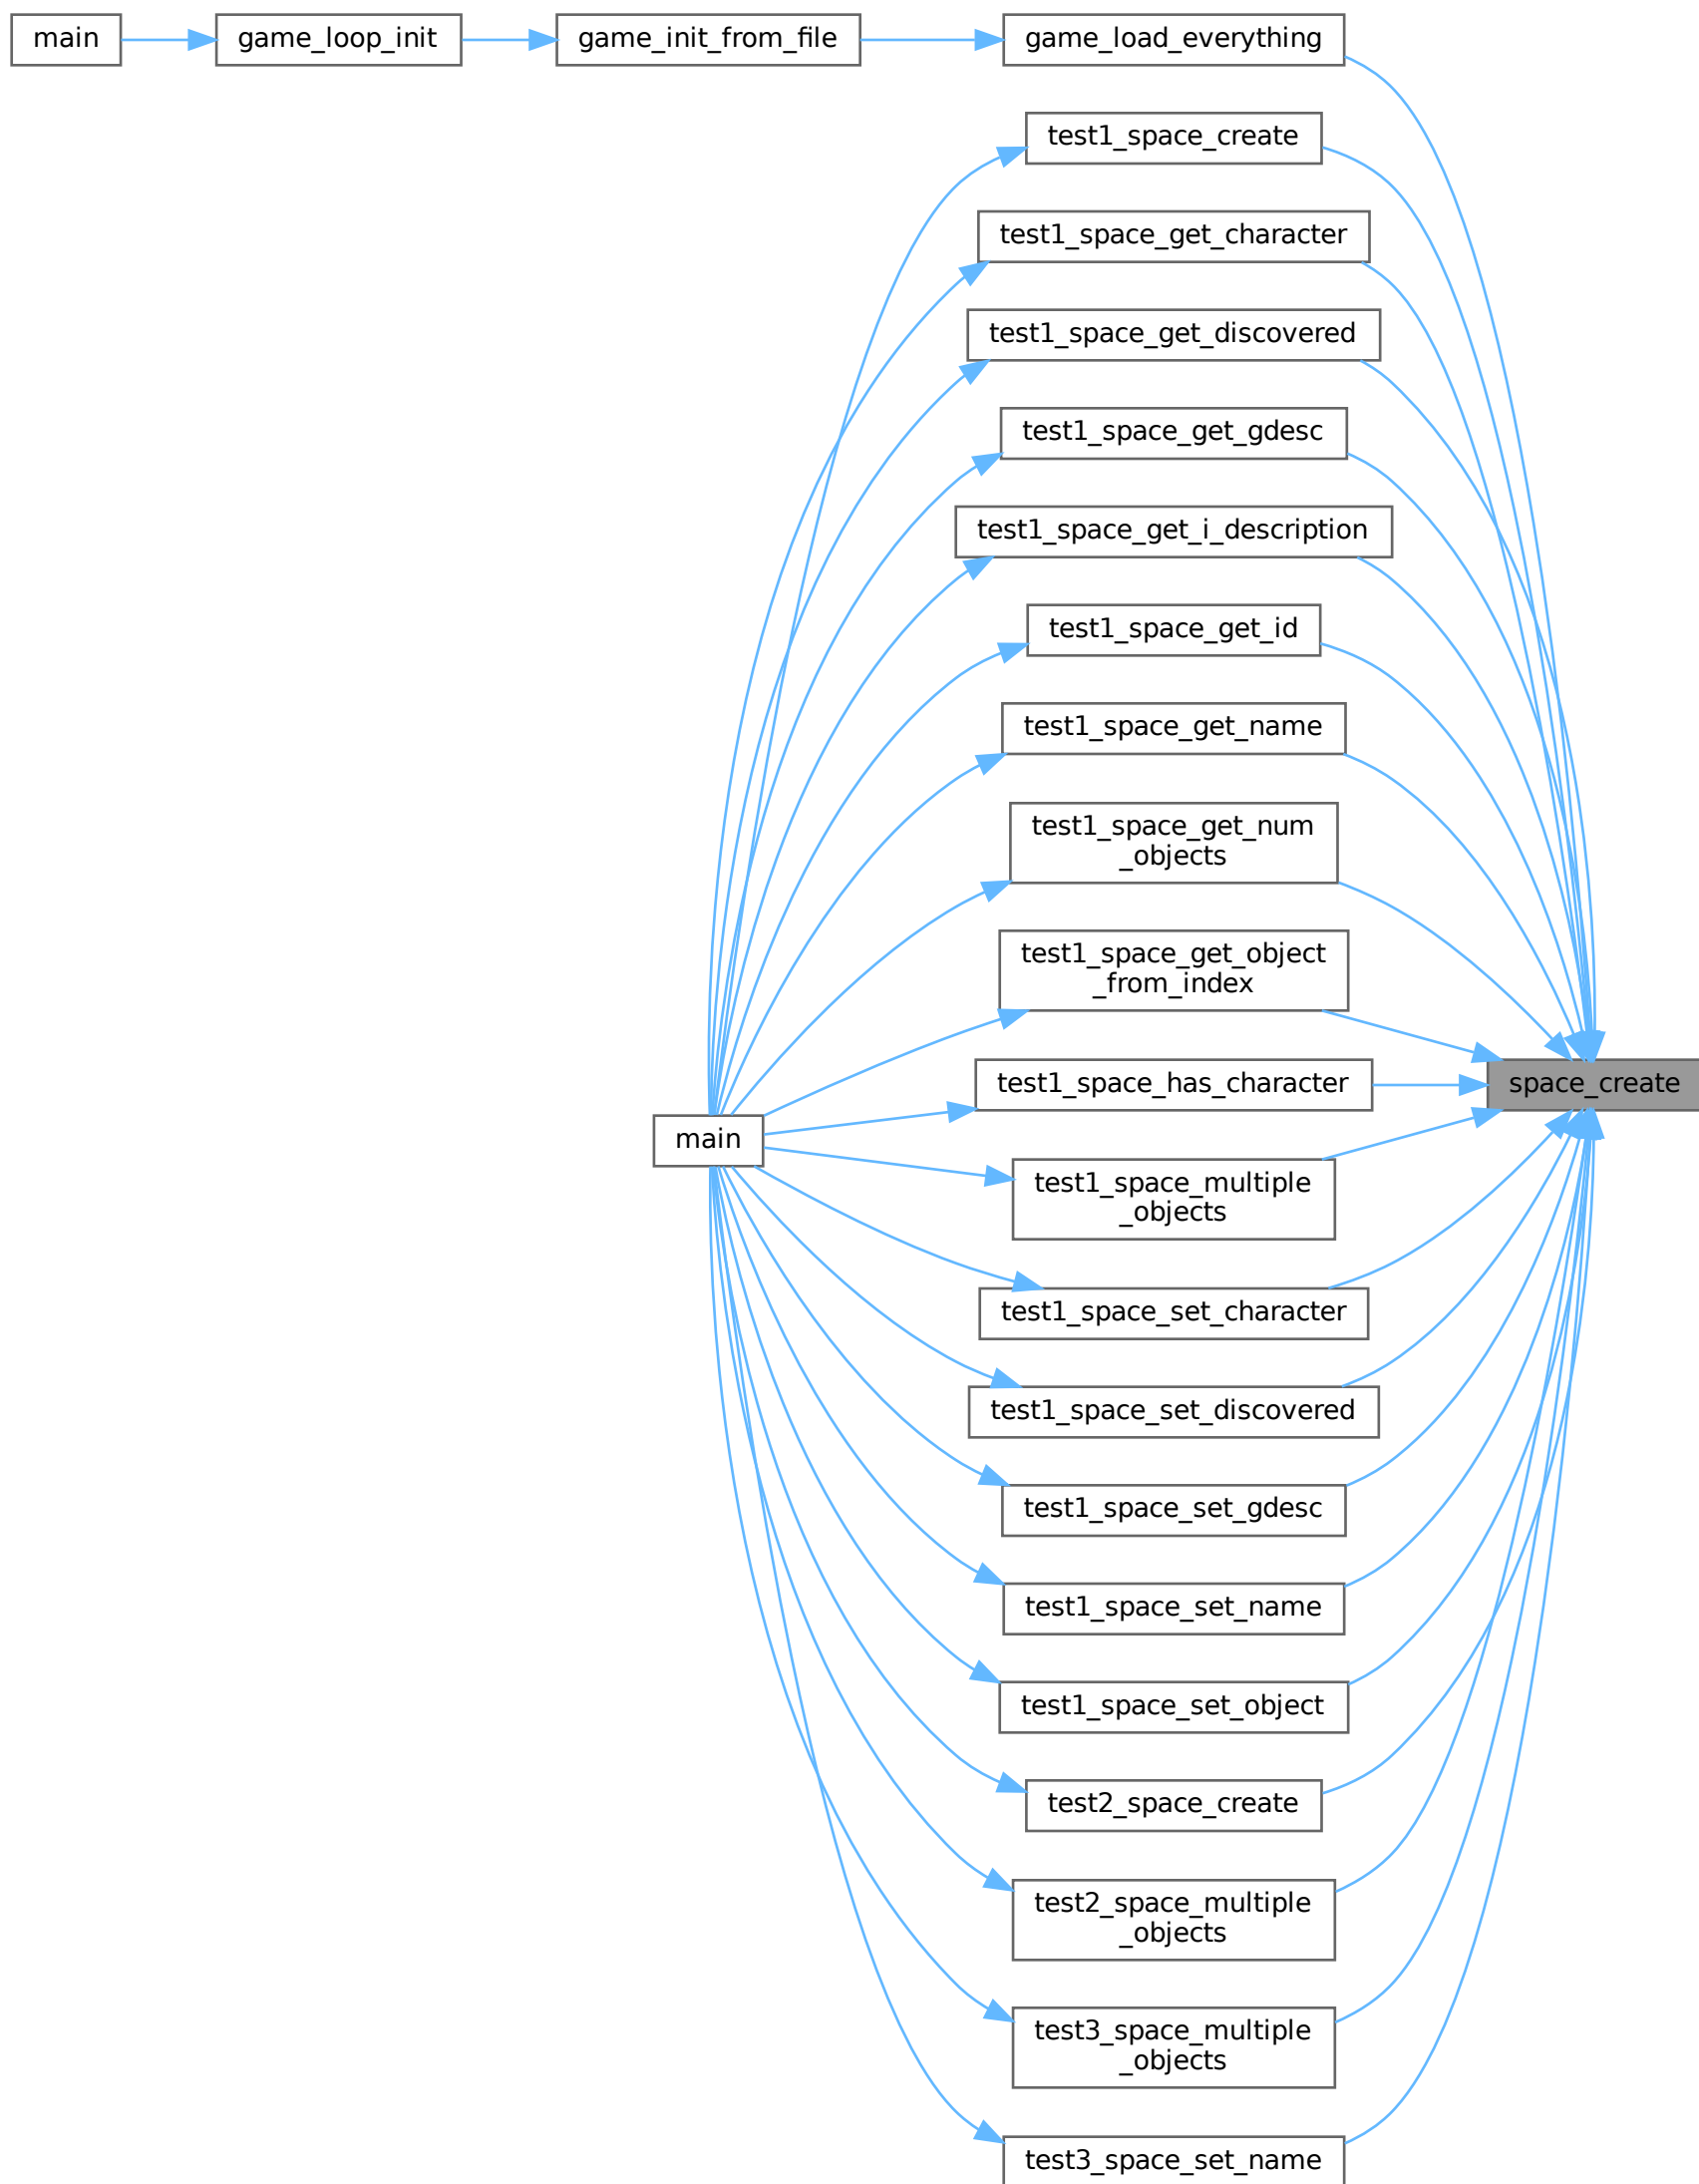 main
game_loop_init
game_init_from_file
game_load_everything
test1_space_create
test1_space_get_character
test1_space_get_discovered
test1_space_get_gdesc
test1_space_get_i_description
test1_space_get_id
test1_space_get_name
test1_space_get_num
_objects
test1_space_get_object
_from_index
test1_space_has_character
space_create
main
test1_space_multiple
_objects
test1_space_set_character
test1_space_set_discovered
test1_space_set_gdesc
test1_space_set_name
test1_space_set_object
test2_space_create
test2_space_multiple
_objects
test3_space_multiple
_objects
test3_space_set_name